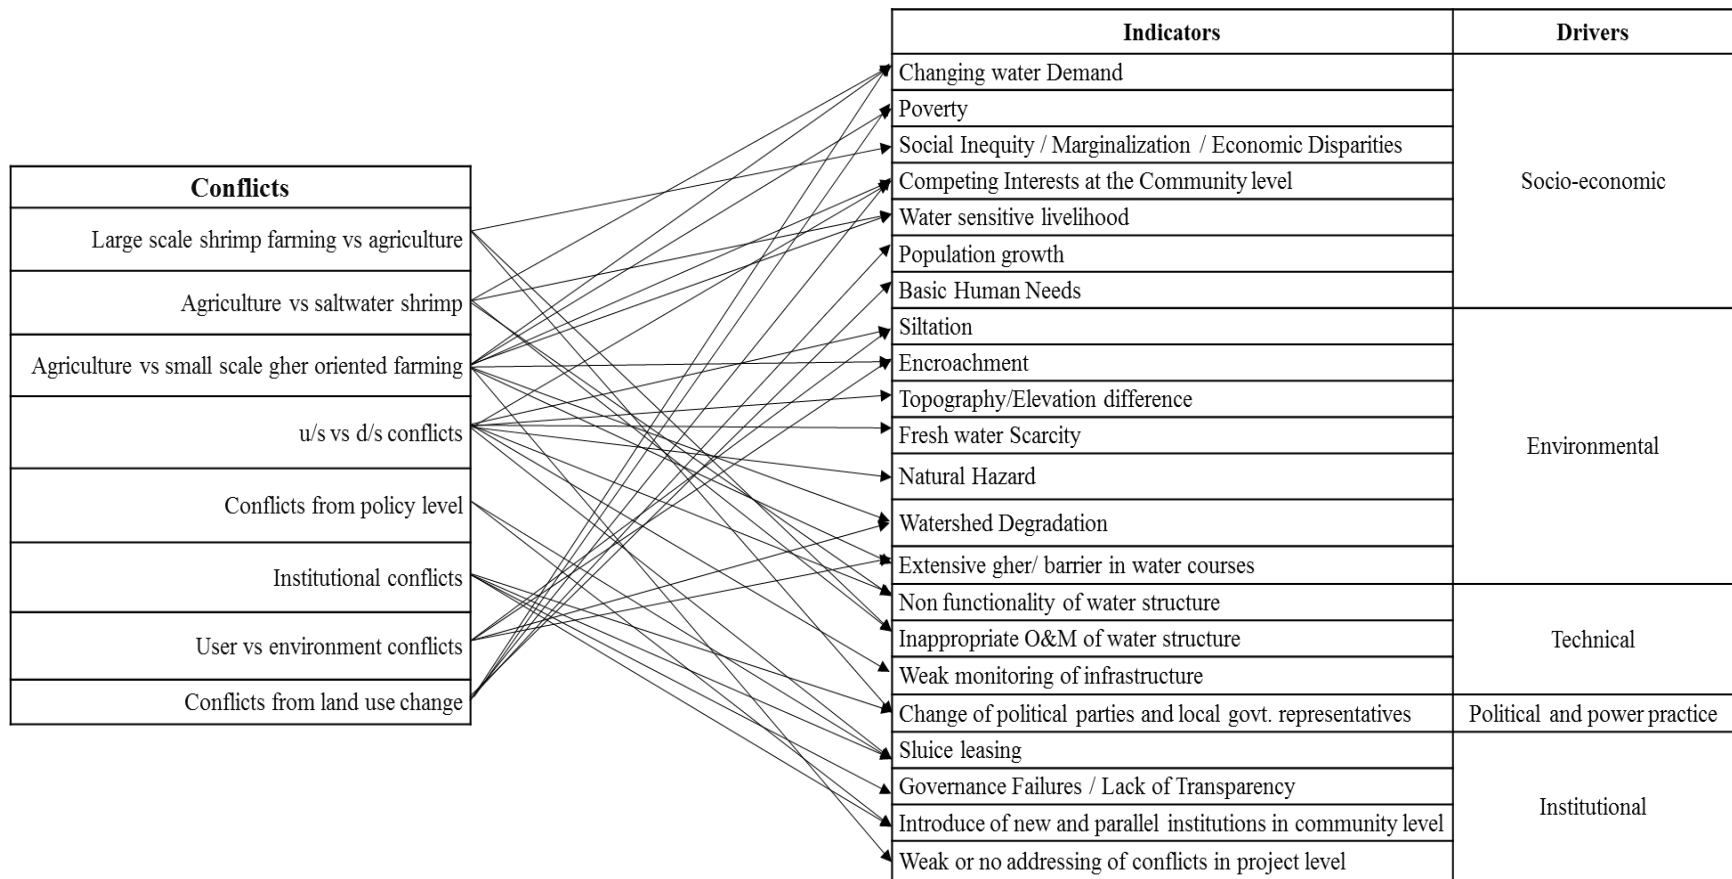 Conflicts
Large scale shrimp farming vs agriculture
Agriculture vs saltwater shrimp
Agriculture vs small scale gher oriented farming
u/s vs d/s conflicts
Conflicts from policy level
Institutional conflicts
User vs environment conflicts
Conflicts from land use change
Indicators
Drivers
Changing water Demand
Poverty
Social Inequity / Marginalization / Economic Disparities
Competing Interests at the Community level
Water sensitive livelihood
Population growth
Basic Human Needs
Socio-economic
Siltation
Encroachment
Topography/Elevation difference
Fresh water Scarcity
Natural Hazard
Watershed Degradation
Extensive gher/ barrier in water courses
Environmental
Non functionality of water structure
Inappropriate O&M of water structure
Weak monitoring of infrastructure
Technical
Change of political parties and local govt. representatives
Political and power practice
Sluice leasing
Governance Failures / Lack of Transparency
Introduce of new and parallel institutions in community level
Weak or no addressing of conflicts in project level
Institutional